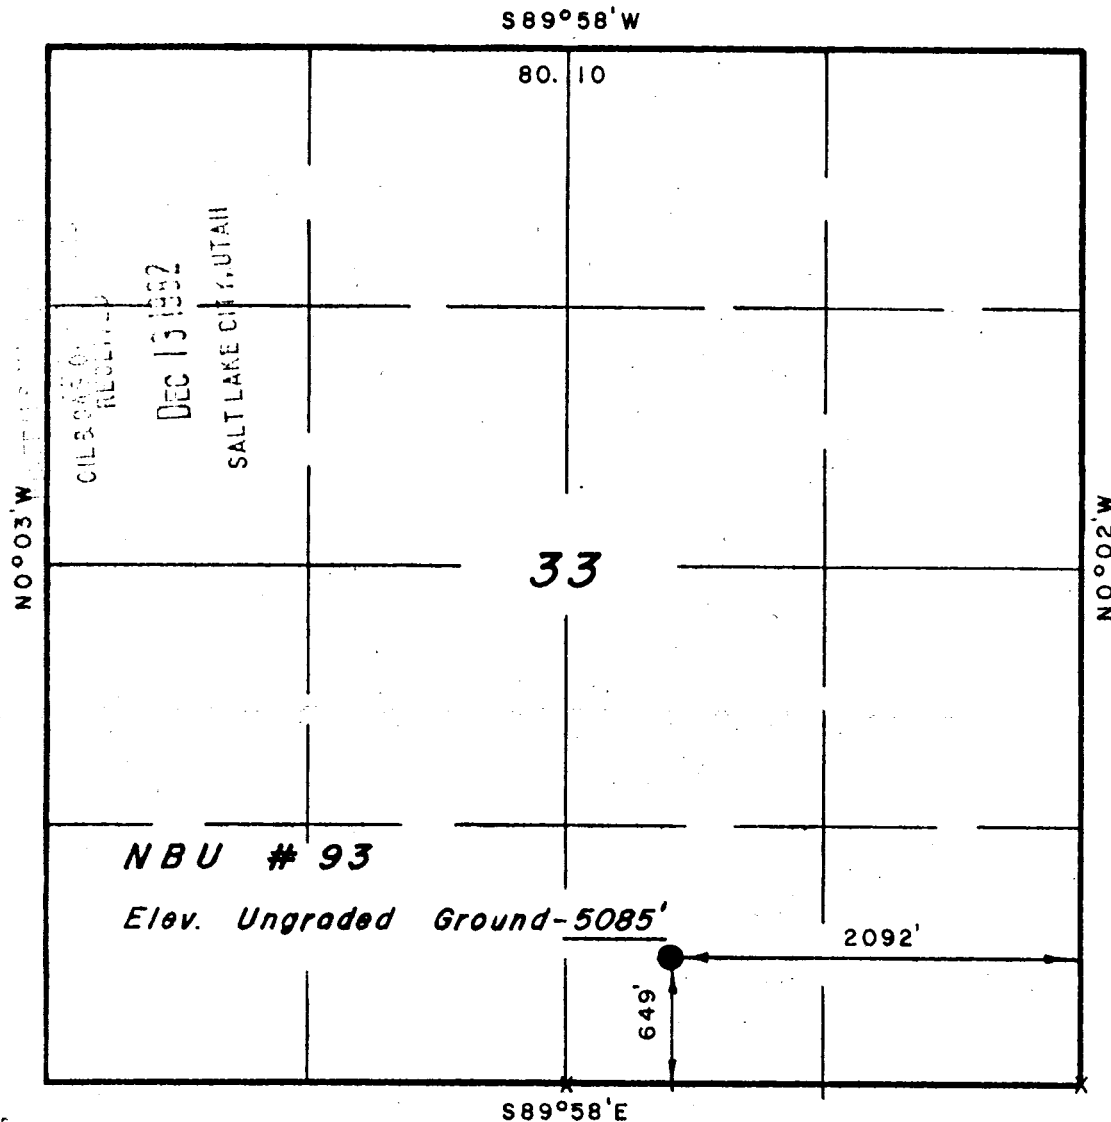 S89°58'W
80.10
DEC 13 1982
SALT LAKE CITY, UTAH
N0°03'W
33
N0°02'W
NBU # 93
Elev. Ungraded Ground-5085'
2092'
649'
S89°58'E